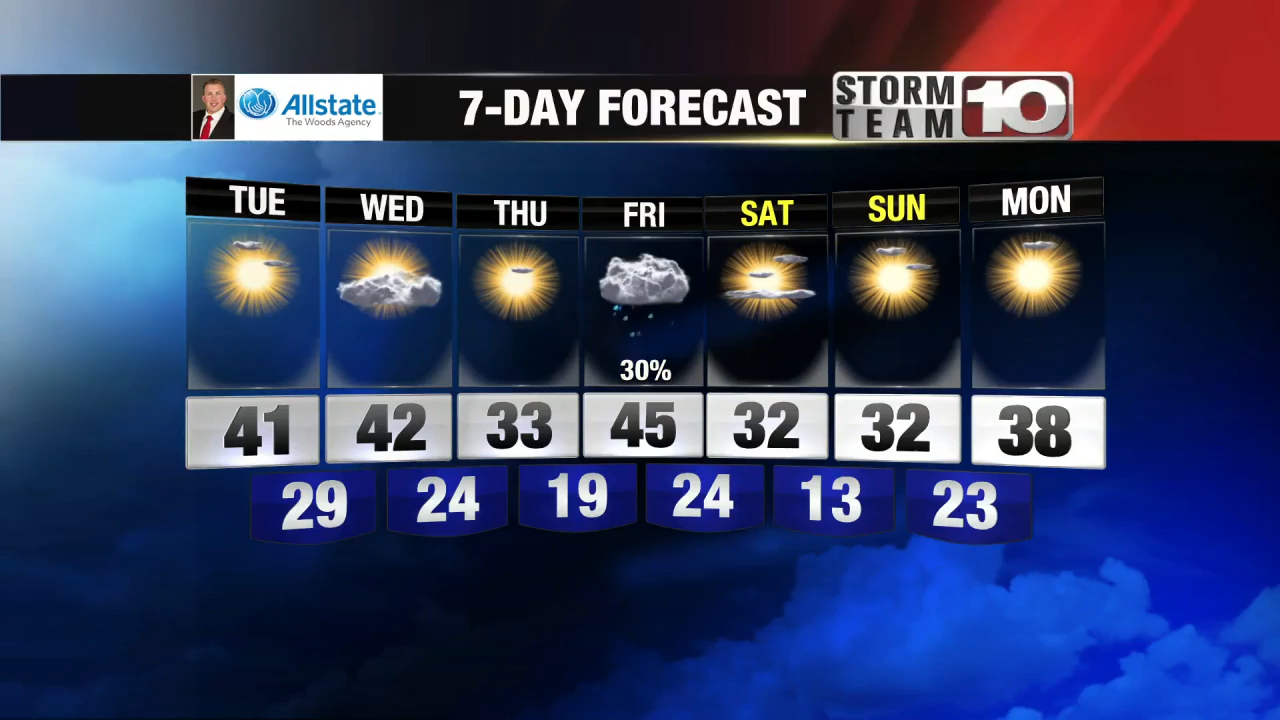 Allstate.
The Woods Agency
7-DAY FORECAST
STORM
TEAM
10
TUE WED THU FRI SAT SUN MON
30%
41 42 33 45 32 32 38
29 24 19 24 13 23